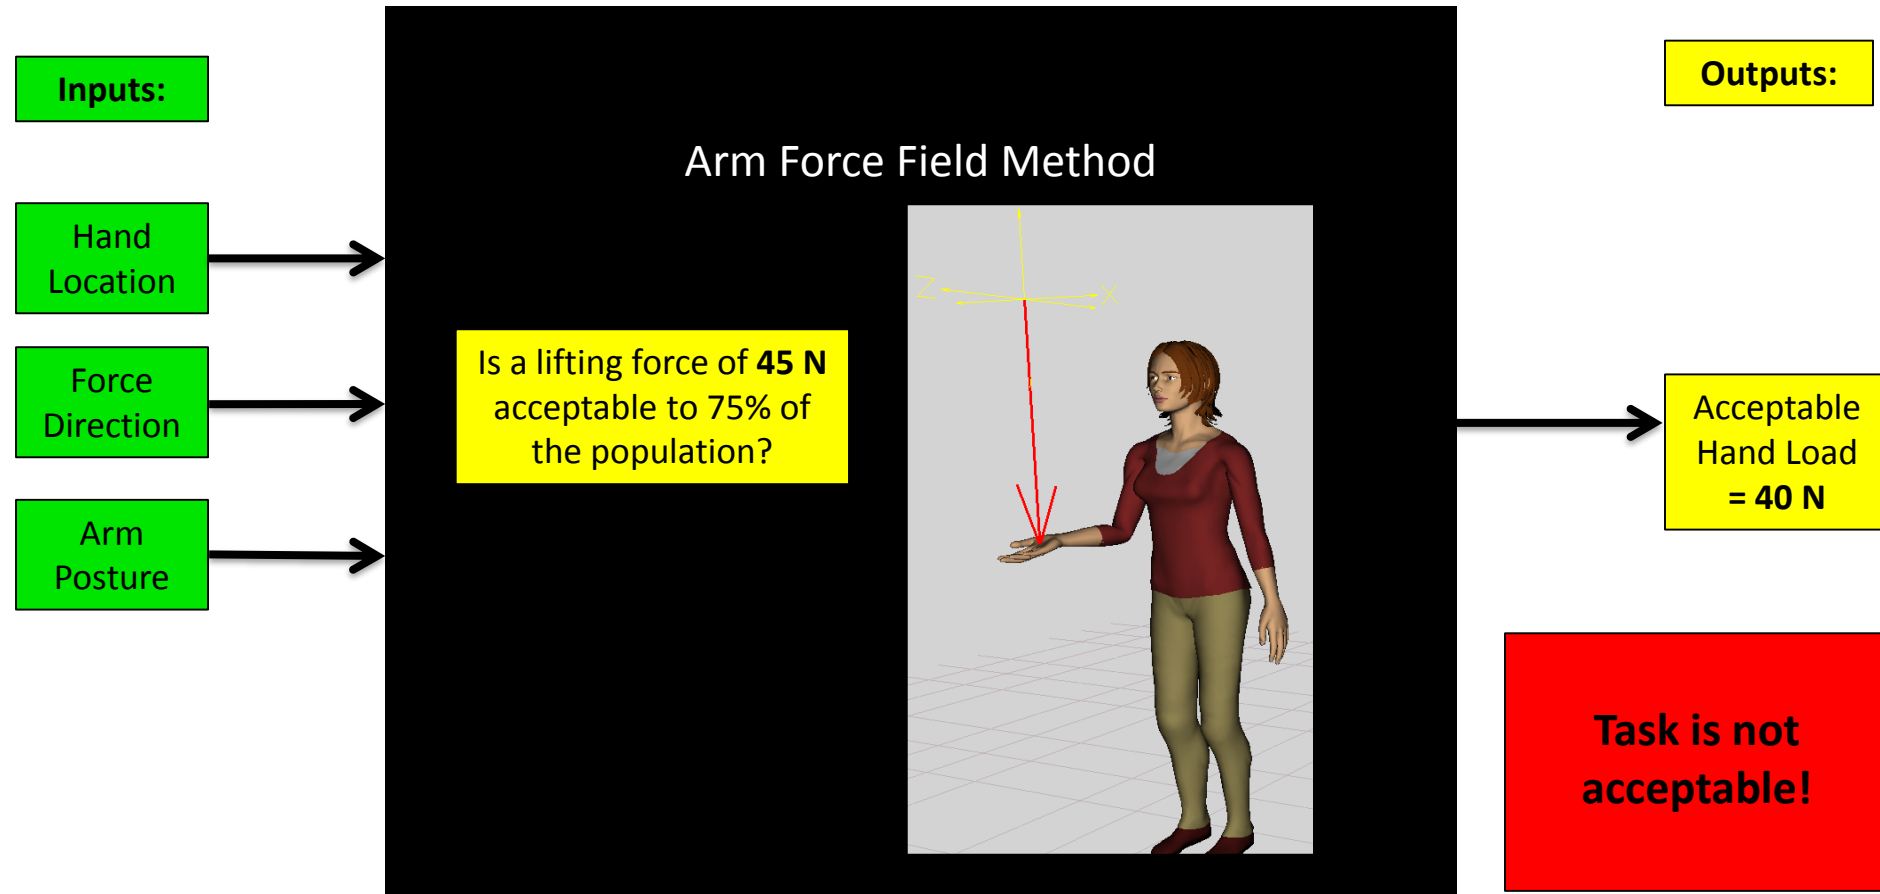 Inputs:
Outputs:
Arm Force Field Method
Hand
Location
Force
Direction
Arm
Posture
Is a lifting force of 45 N
acceptable to 75% of
the population?
Z
X
Acceptable
Hand Load
= 40 N
Task is not
acceptable!